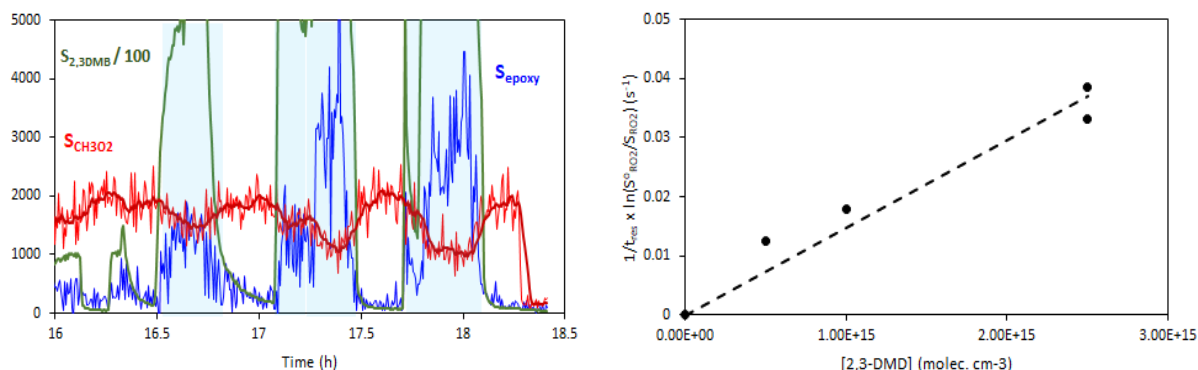 5000
4000
3000
2000
1000
0
S2,3DMB / 100
Sepoxy
SCH3O2
16
16.5
17
17.5
18
18.5
Time (h)
1/tres x ln(S°RO2/SRO2) (s-1)
0.05
0.04
0.03
0.02
0.01
0
0.00E+00
1.00E+15
2.00E+15
3.00E+15
[2,3-DMD] (molec. cm-3)